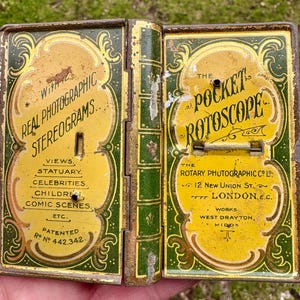 WITH
REAL PHOTOGRAPHIC
STEREOGRAMS.
VIEWS,
STATUARY,
CELEBRITIES
CHILDREN
COMIC SCENES,
ETC.
PATENTED
Rd No 442,342.
THE
POCKET
ROTOSCOPE
THE
ROTARY PHOTOGRAPHIC Co Ld
12 NEW UNION ST.
LONDON, E.C.
WORKS,
WEST DRAYTON,
MIDDX